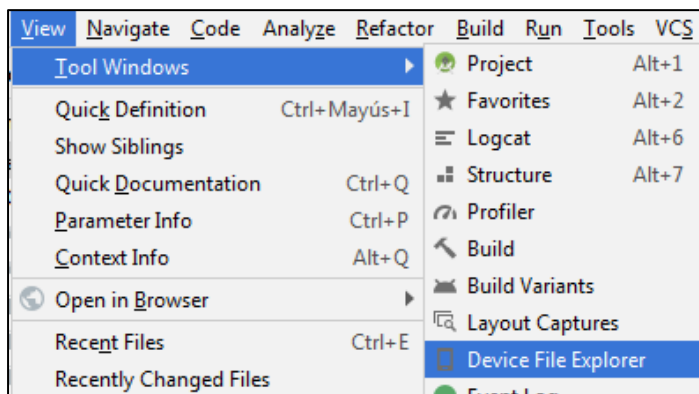 View Navigate Code Analyze Refactor Build Run Tools VCS
Tool Windows
Quick Definition Ctrl+Mayús+I
Show Siblings
Quick Documentation Ctrl+Q
Parameter Info Ctrl+P
Context Info Alt+Q
Open in Browser
Recent Files Ctrl+E
Recently Changed Files
Project Alt+1
Favorites Alt+2
Logcat Alt+6
Structure Alt+7
Profiler
Build
Build Variants
Layout Captures
Device File Explorer
Event Log